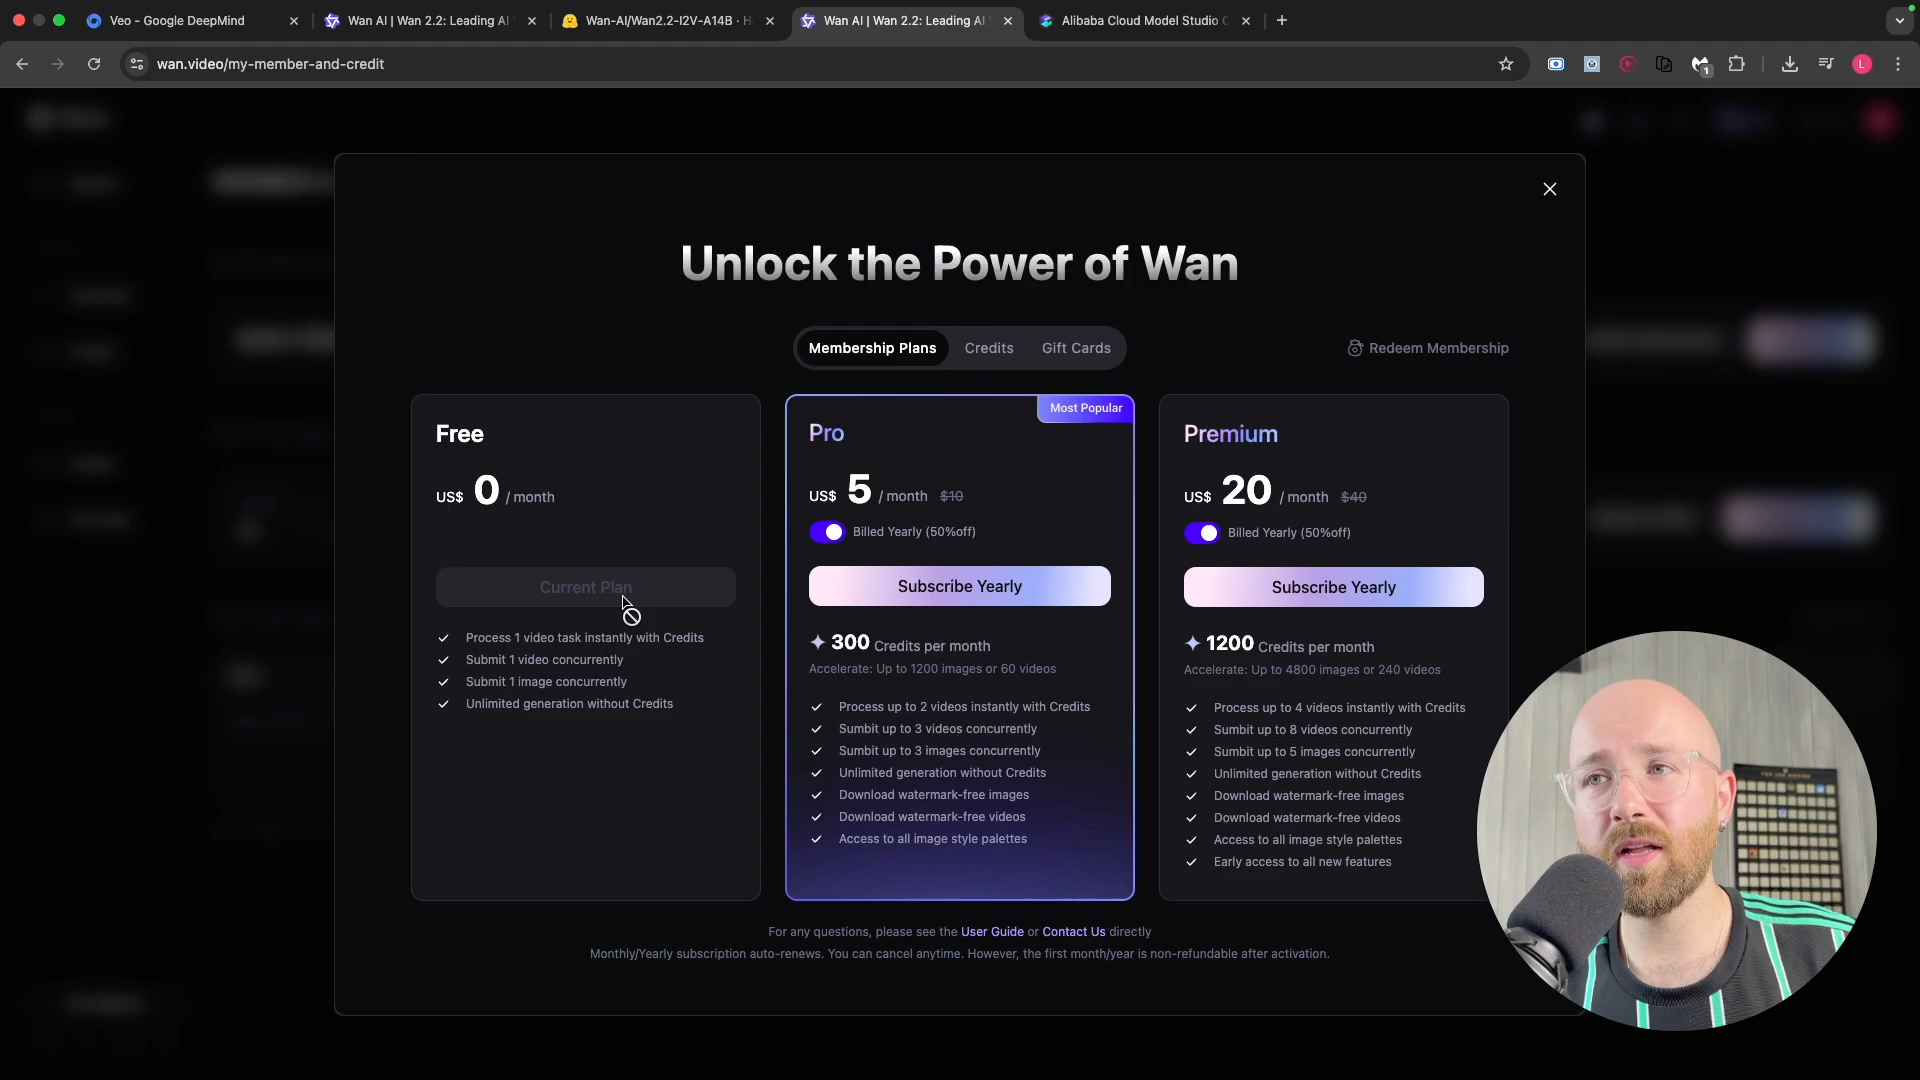 Veo - Google DeepMind
Wan AI | Wan 2.2: Leading AI
Wan-AI/Wan2.2-I2V-A14B · H
Wan AI | Wan 2.2: Leading AI
Alibaba Cloud Model Studio C
wan.video/my-member-and-credit
1
L
Unlock the Power of Wan
Membership Plans
Credits
Gift Cards
Redeem Membership
Free
US$ 0 / month
Current Plan
Process 1 video task instantly with Credits
Submit 1 video concurrently
Submit 1 image concurrently
Unlimited generation without Credits
Most Popular
Pro
US$ 5 / month $10
Billed Yearly (50%off)
Subscribe Yearly
300 Credits per month
Accelerate: Up to 1200 images or 60 videos
Process up to 2 videos instantly with Credits
Sumbit up to 3 videos concurrently
Sumbit up to 3 images concurrently
Unlimited generation without Credits
Download watermark-free images
Download watermark-free videos
Access to all image style palettes
Premium
US$ 20 / month $40
Billed Yearly (50%off)
Subscribe Yearly
1200 Credits per month
Accelerate: Up to 4800 images or 240 videos
Process up to 4 videos instantly with Credits
Sumbit up to 8 videos concurrently
Sumbit up to 5 images concurrently
Unlimited generation without Credits
Download watermark-free images
Download watermark-free videos
Access to all image style palettes
Early access to all new features
For any questions, please see the User Guide or Contact Us directly
Monthly/Yearly subscription auto-renews. You can cancel anytime. However, the first month/year is non-refundable after activation.